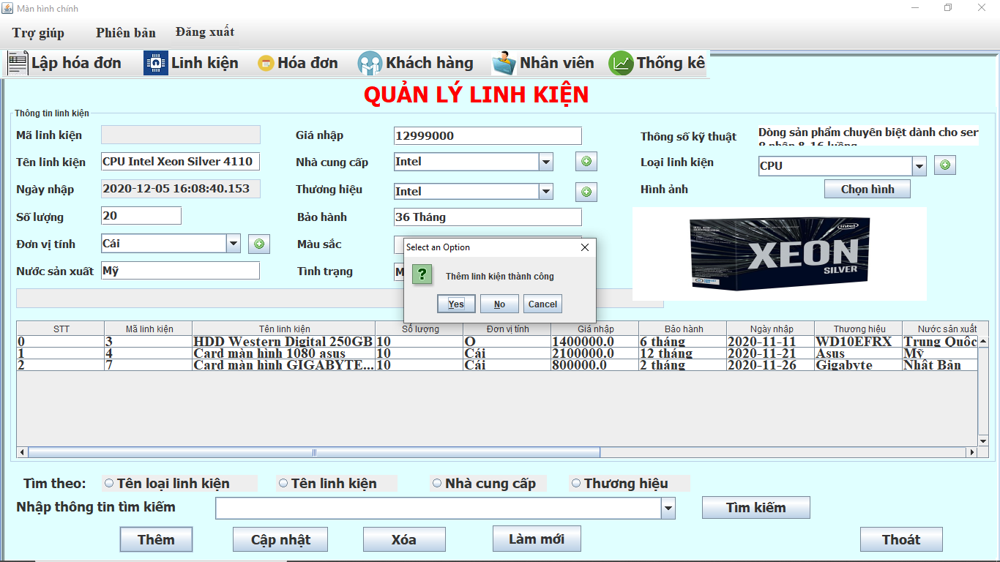 Màn hình chính
Trợ giúp Phiên bản Đăng xuất
Lập hóa đơn Linh kiện Hóa đơn Khách hàng Nhân viên Thống kê
QUẢN LÝ LINH KIỆN
Thông tin linh kiện
Mã linh kiện Giá nhập 12999000 Thông số kỹ thuật Dòng sản phẩm chuyên biệt dành cho ser
Tên linh kiện CPU Intel Xeon Silver 4110 Nhà cung cấp Intel Loại linh kiện CPU
Ngày nhập 2020-12-05 16:08:40.153 Thương hiệu Intel Hình ảnh Chọn hình
Số lượng 20 Bảo hành 36 Tháng
Đơn vị tính Cái Màu sắc
Nước sản xuất Mỹ Tình trạng M
intel
XEON
SILVER
Select an Option
Thêm linh kiện thành công
Yes No Cancel
STT Mã linh kiện Tên linh kiện Số lượng Đơn vị tính Giá nhập Bảo hành Ngày nhập Thương hiệu Nước sản xuất
0 3 HDD Western Digital 250GB 10 O 1400000.0 6 tháng 2020-11-11 WD10EFRX Trung Quốc
1 4 Card màn hình 1080 asus 10 Cái 2100000.0 12 tháng 2020-11-21 Asus Mỹ
2 7 Card màn hình GIGABYTE... 10 Cái 800000.0 2 tháng 2020-11-26 Gigabyte Nhât Bản
Tìm theo: Tên loại linh kiện Tên linh kiện Nhà cung cấp Thương hiệu
Nhập thông tin tìm kiếm Tìm kiếm
Thêm Cập nhật Xóa Làm mới Thoát